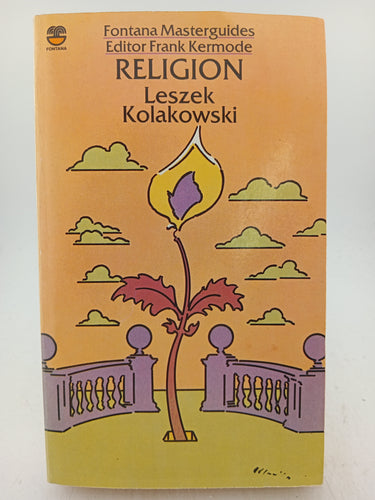 FONTANA
Fontana Masterguides
Editor Frank Kermode
RELIGION
Leszek
Kolakowski